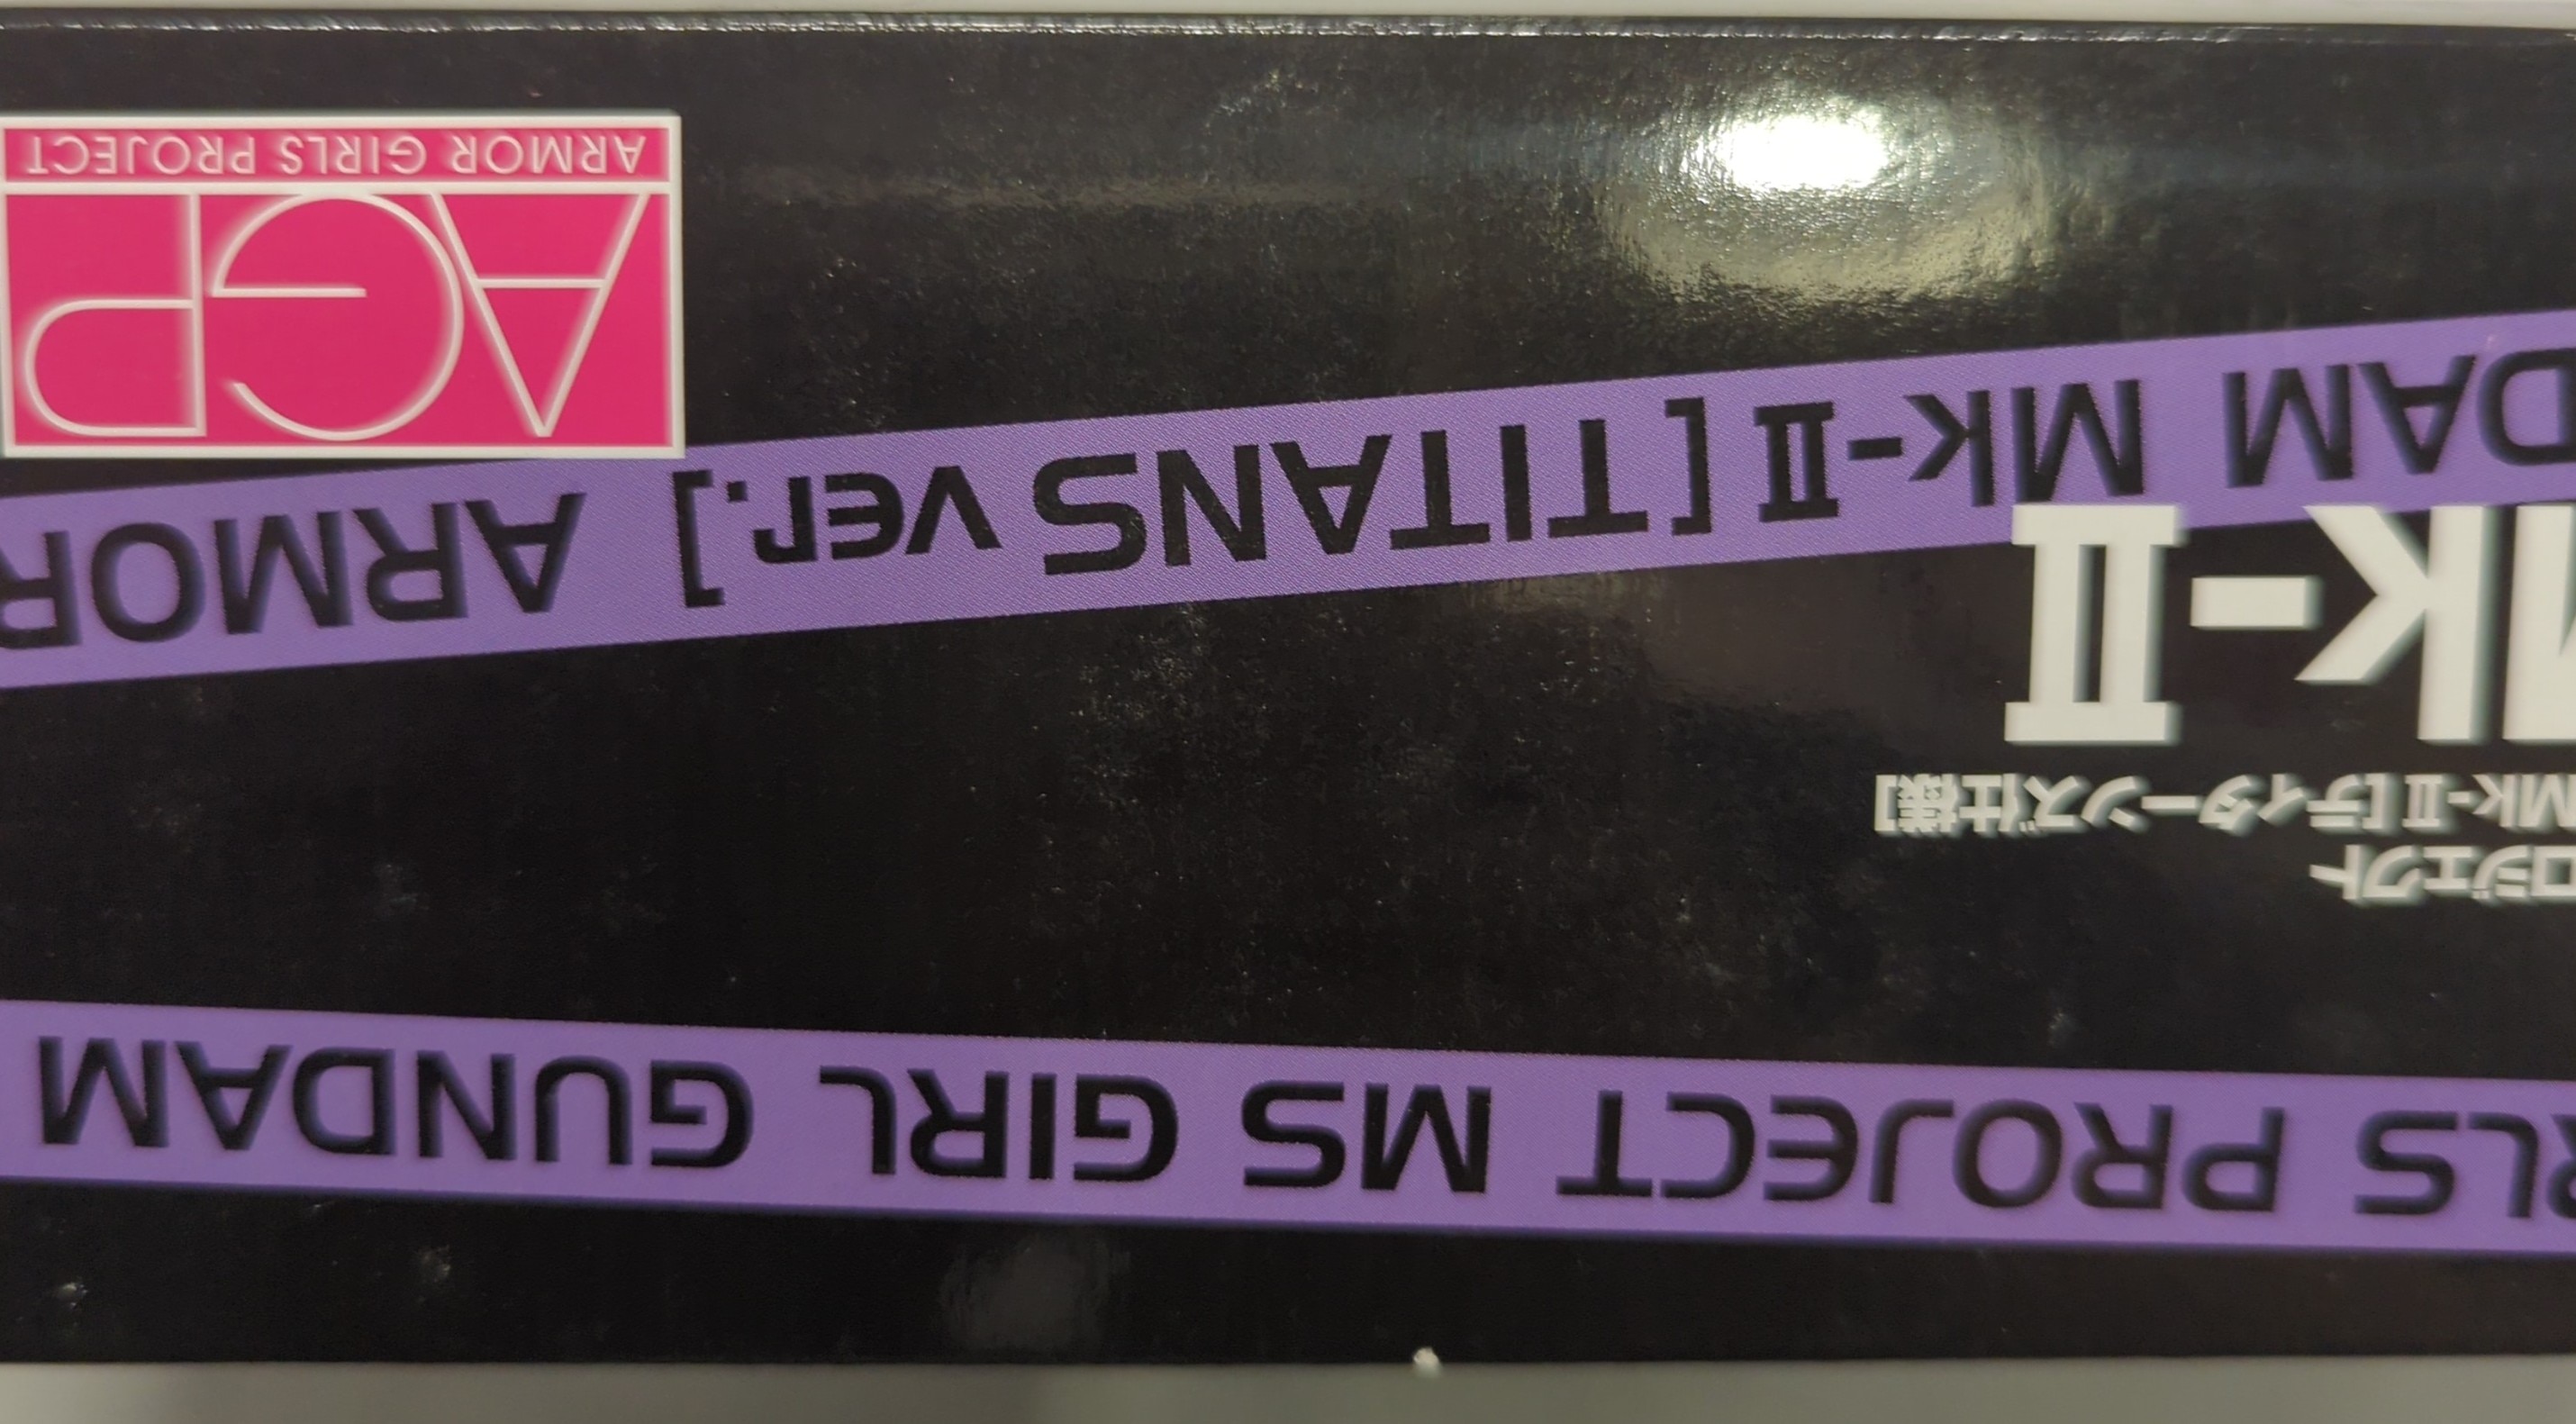 RLS PROJECT MS GIRL GUNDAM
ロジェクト
Mk-Ⅱ[ティターンズ仕様]
Mk-Ⅱ
DAM Mk-Ⅱ [TITANS ver.] ARMOR
AGP
ARMOR GIRLS PROJECT